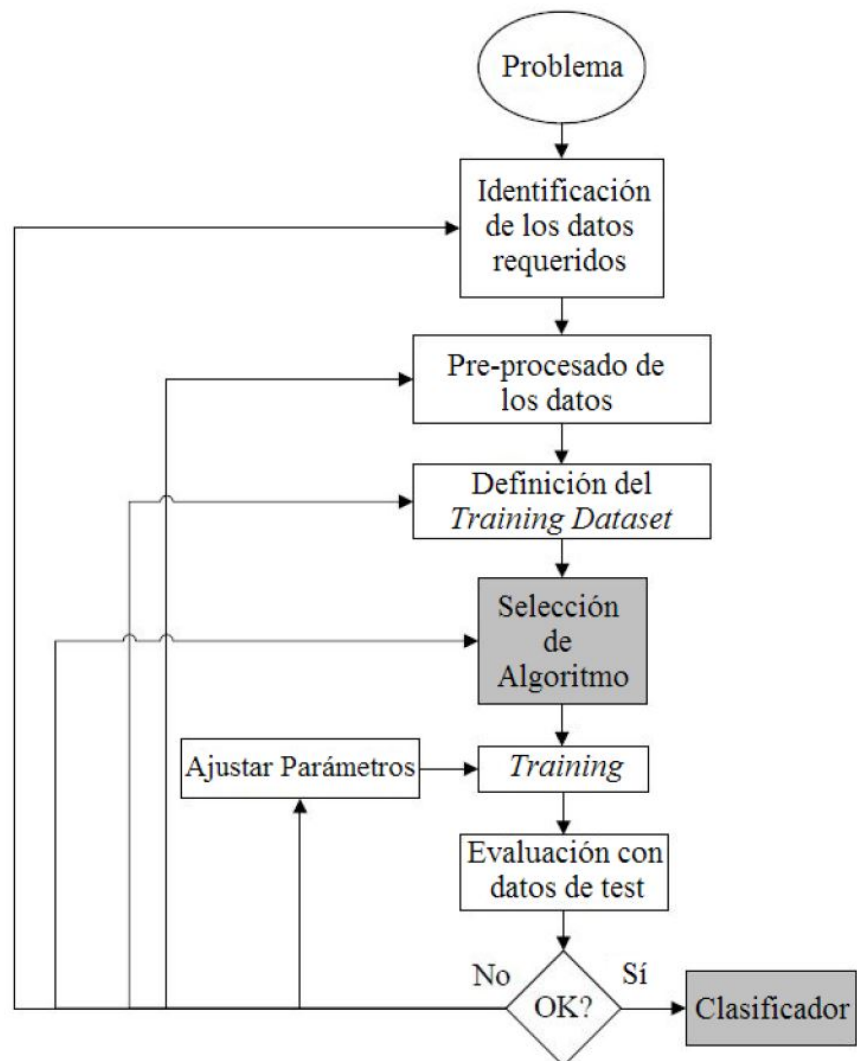 Problema
Identificación
de los datos
requeridos
Pre-procesado de
los datos
Definición del
Training Dataset
Selección
de
Algoritmo
Ajustar Parámetros
Training
Evaluación con
datos de test
No
OK?
Sí
Clasificador